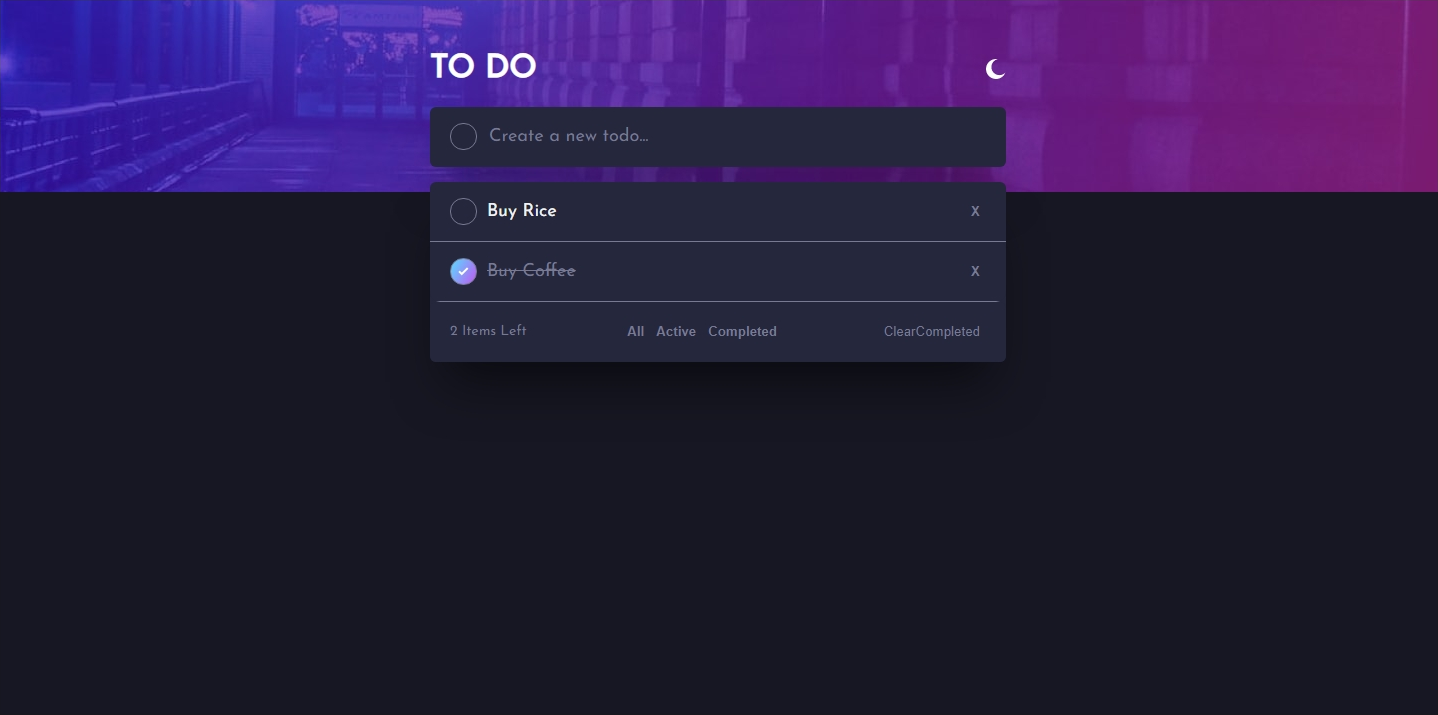 TO DO
Create a new todo...
Buy Rice X
Buy Coffee X
2 Items Left All Active Completed ClearCompleted